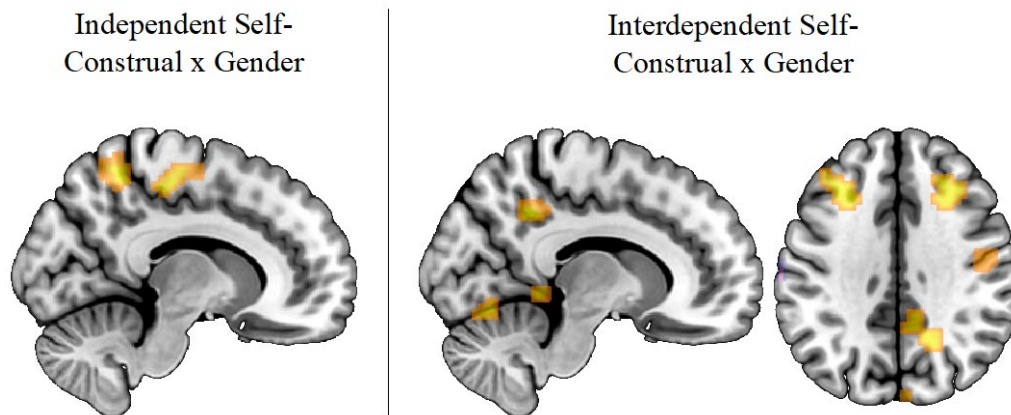 Independent Self-
Construal x Gender
Interdependent Self-
Construal x Gender